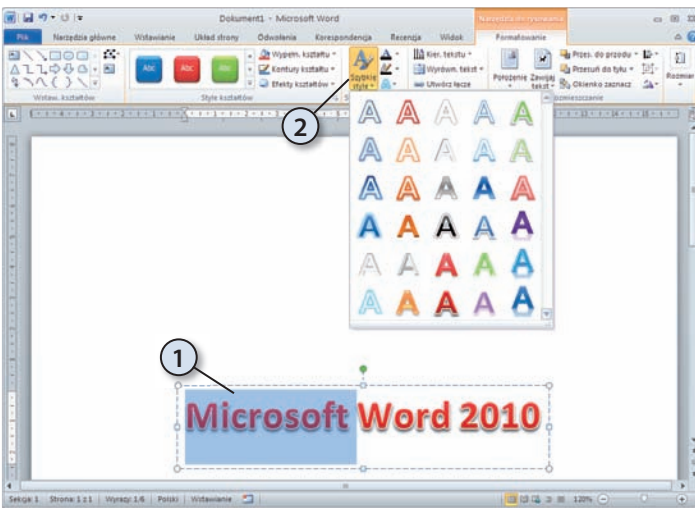 Dokument1 - Microsoft Word
Narzędzia do rysowania
Plik Narzędzia główne Wstawianie Układ strony Odwołania Korespondencja Recenzja Widok Formatowanie
Abc Abc Abc
Wypełn. kształtu
Kontury kształtu
Efekty kształtów
Szybkie style
Kier. tekstu
Wyrówn. tekst
Utwórz łącze
Położenie Zawijaj tekst
Przes. do przodu
Przesuń do tyłu
Okienko zaznacz
Rozmiar
Wstaw. kształtów Style kształtów
2
1
Microsoft Word 2010
Sekcja: 1 Strona: 1 z 1 Wyrazy: 1/6 Polski Wstawianie 120%